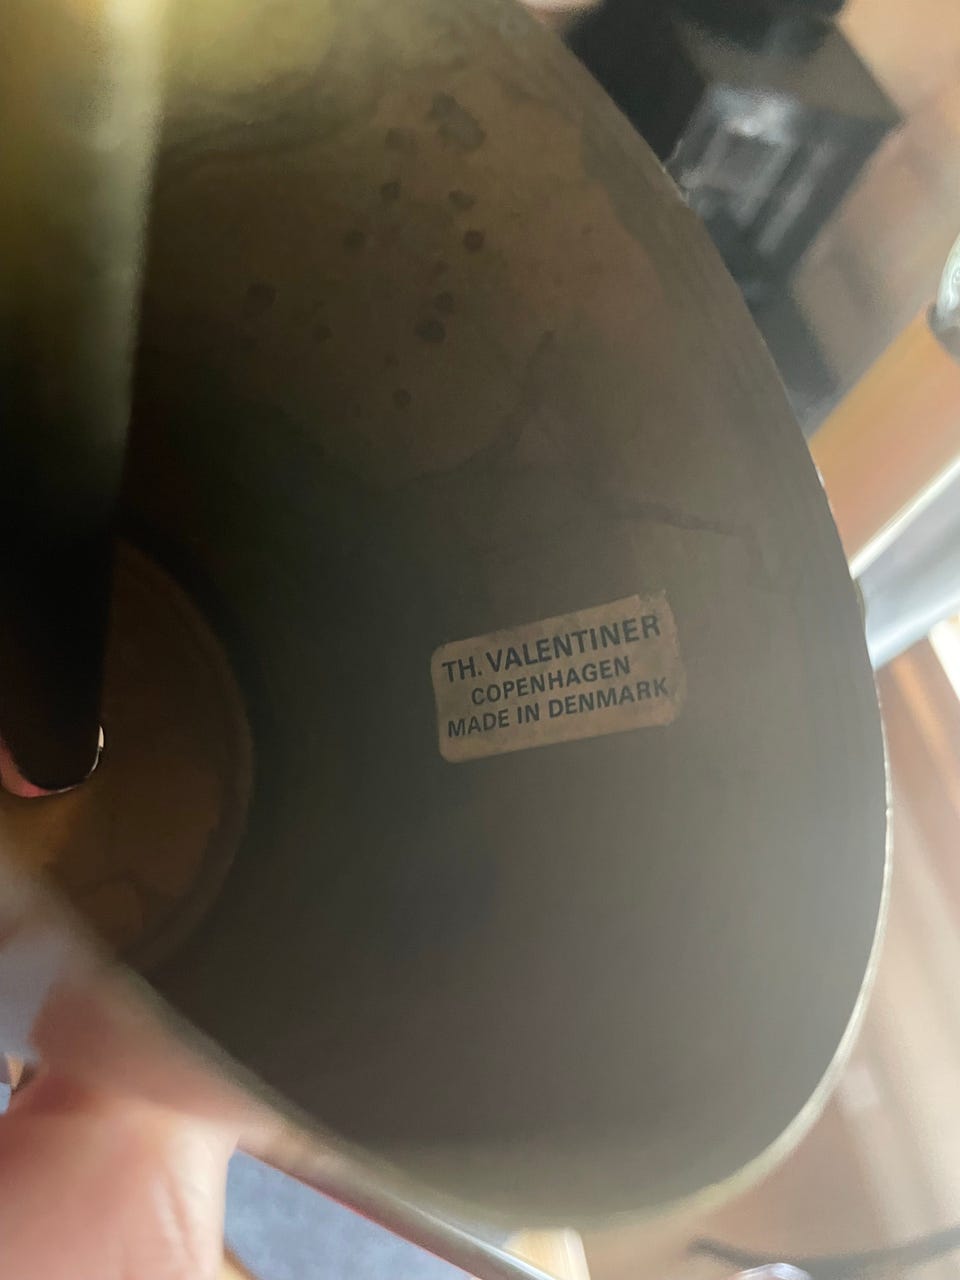 TH. VALENTINER
COPENHAGEN
MADE IN DENMARK